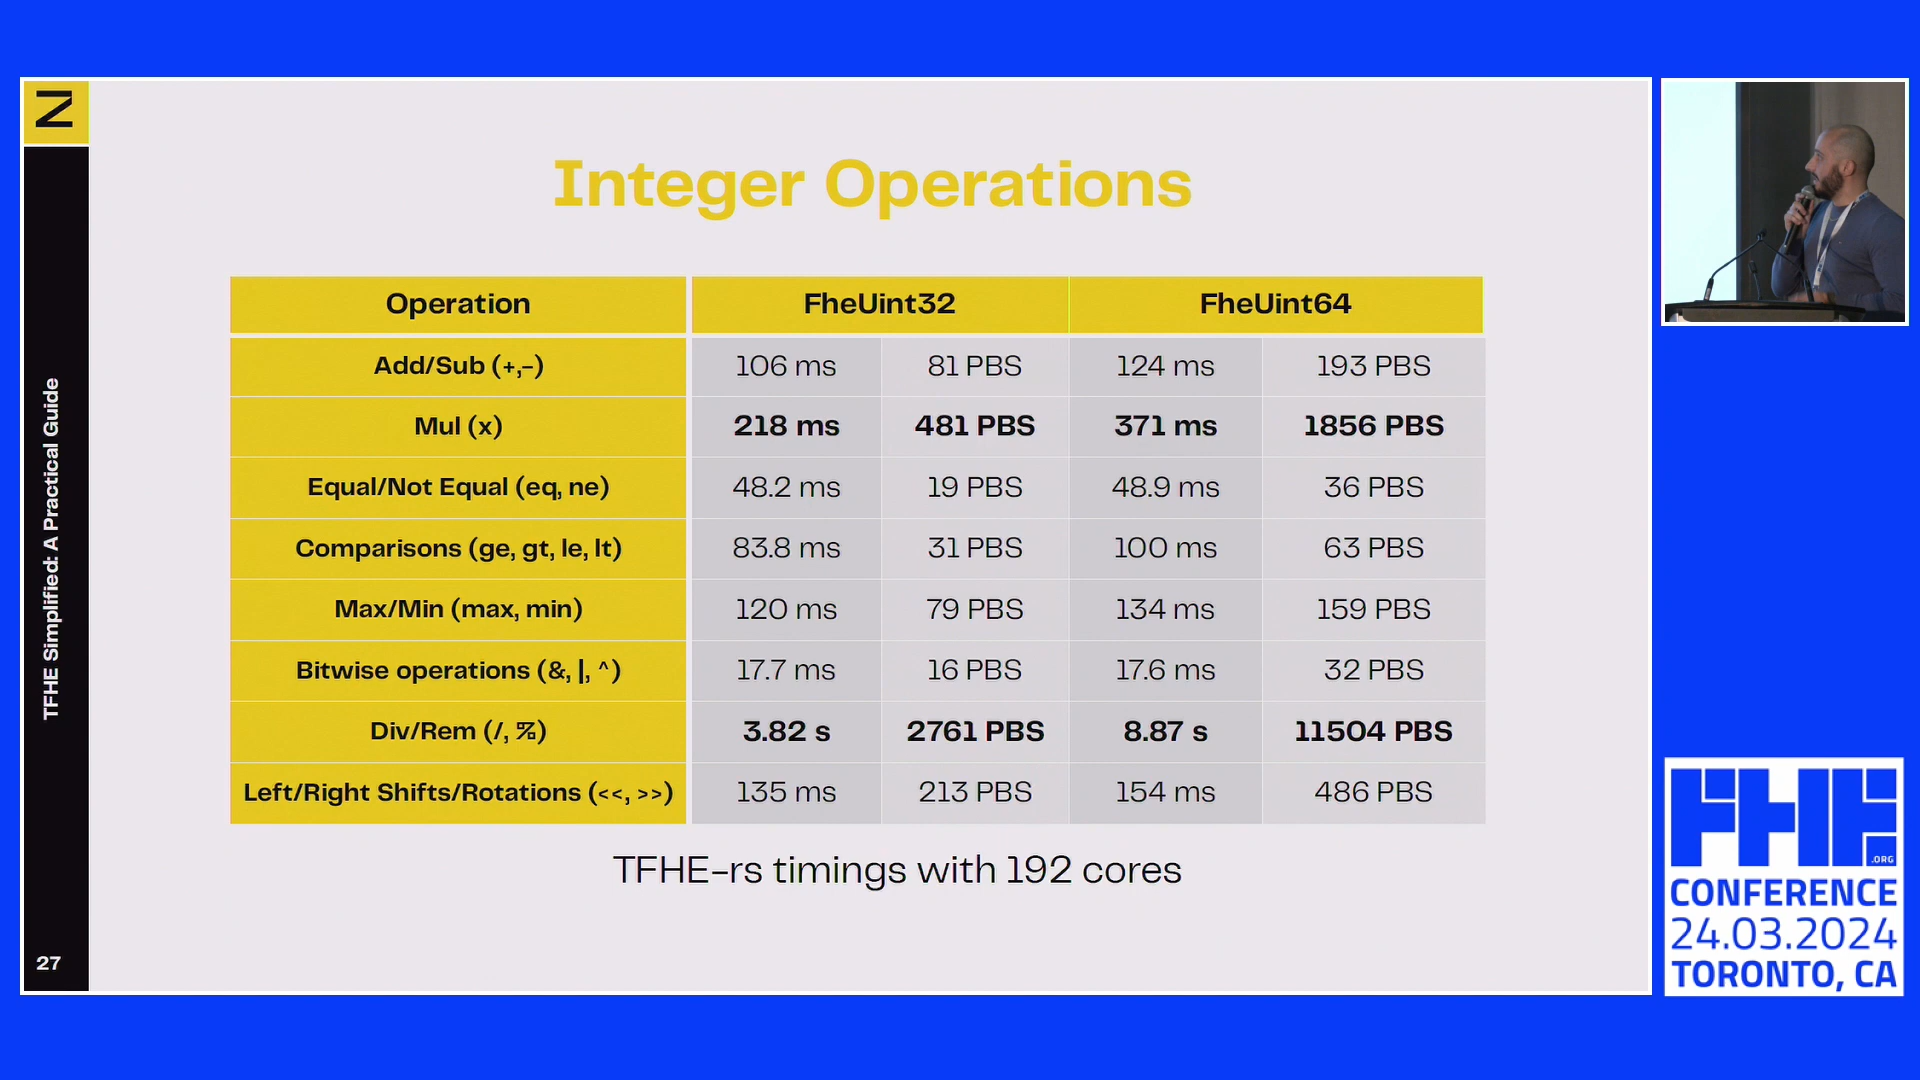 Z
TFHE Simplified: A Practical Guide
27
Integer Operations
Operation FheUint32 FheUint64
Add/Sub (+,-) 106 ms 81 PBS 124 ms 193 PBS
Mul (x) 218 ms 481 PBS 371 ms 1856 PBS
Equal/Not Equal (eq, ne) 48.2 ms 19 PBS 48.9 ms 36 PBS
Comparisons (ge, gt, le, lt) 83.8 ms 31 PBS 100 ms 63 PBS
Max/Min (max, min) 120 ms 79 PBS 134 ms 159 PBS
Bitwise operations (&, |, ^) 17.7 ms 16 PBS 17.6 ms 32 PBS
Div/Rem (/, %) 3.82 s 2761 PBS 8.87 s 11504 PBS
Left/Right Shifts/Rotations (<<, >>) 135 ms 213 PBS 154 ms 486 PBS
TFHE-rs timings with 192 cores
FHE.ORG
CONFERENCE
24.03.2024
TORONTO, CA